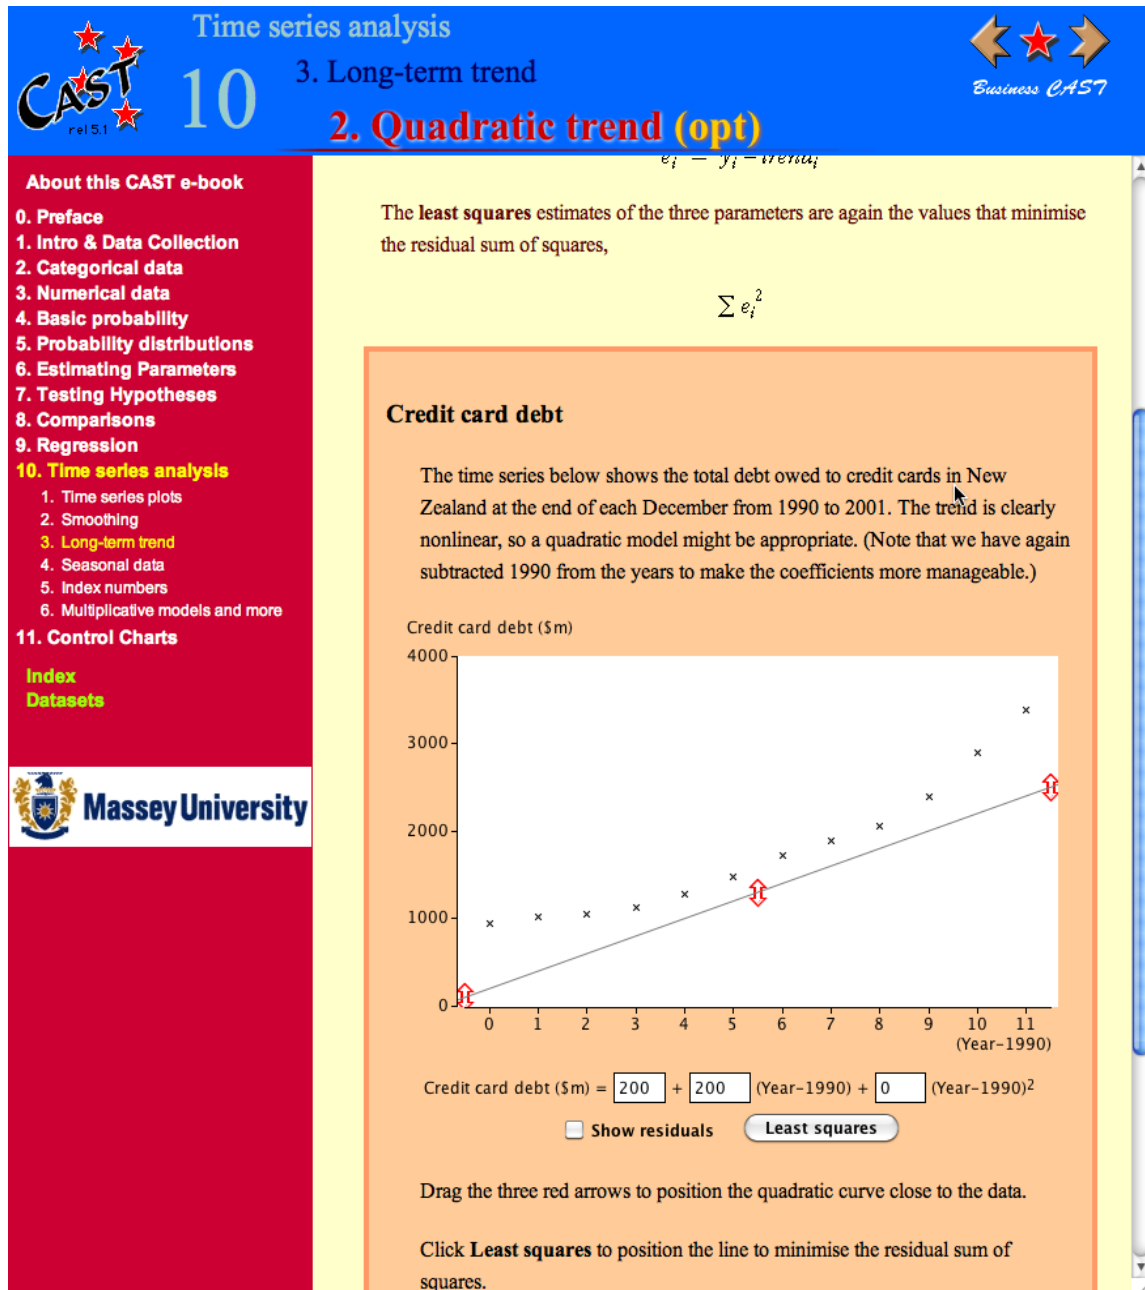 Time series analysis
10
3. Long-term trend
2. Quadratic trend (opt)
CAST
rel 5.1
Business CAST
About this CAST e-book
0. Preface
1. Intro & Data Collection
2. Categorical data
3. Numerical data
4. Basic probability
5. Probability distributions
6. Estimating Parameters
7. Testing Hypotheses
8. Comparisons
9. Regression
10. Time series analysis
1. Time series plots
2. Smoothing
3. Long-term trend
4. Seasonal data
5. Index numbers
6. Multiplicative models and more
11. Control Charts
Index
Datasets
Massey University
e_i = y_i − trend_i
The least squares estimates of the three parameters are again the values that minimise
the residual sum of squares,
∑ e_i²
Credit card debt
The time series below shows the total debt owed to credit cards in New
Zealand at the end of each December from 1990 to 2001. The trend is clearly
nonlinear, so a quadratic model might be appropriate. (Note that we have again
subtracted 1990 from the years to make the coefficients more manageable.)
Credit card debt ($m)
4000
3000
2000
1000
0
0 1 2 3 4 5 6 7 8 9 10 11
(Year-1990)
Credit card debt ($m) = 200 + 200 (Year-1990) + 0 (Year-1990)²
Show residuals
Least squares
Drag the three red arrows to position the quadratic curve close to the data.
Click Least squares to position the line to minimise the residual sum of
squares.